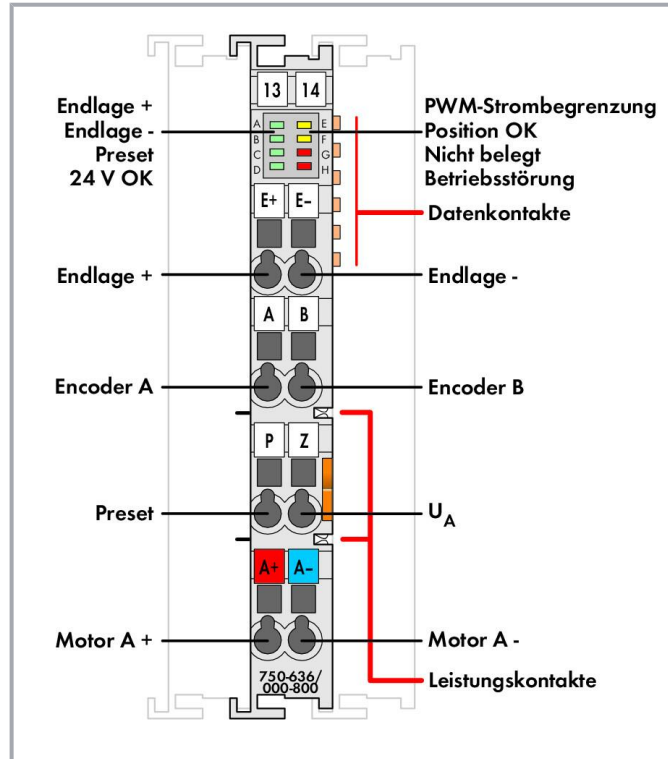 13 14
Endlage +
Endlage -
Preset
24 V OK
A
B
C
D
E
F
G
H
PWM-Strombegrenzung
Position OK
Nicht belegt
Betriebsstörung
Datenkontakte
E+ E-
Endlage +
Endlage -
A B
Encoder A
Encoder B
P Z
Preset
UA
A+ A-
Motor A +
Motor A -
750-636/
000-800
Leistungskontakte